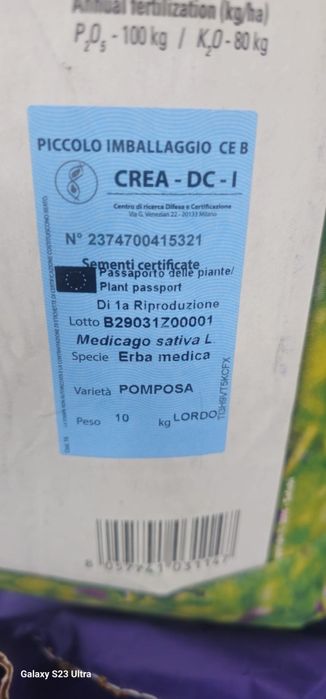 Annual fertilization (kg/ha)
P₂O₅ - 100 kg / K₂O - 80 kg
PICCOLO IMBALLAGGIO CE B
CREA - DC - I
Centro di ricerca Difesa e Certificazione
Via G. Venezian 22 - 20133 Milano
N° 2374700415321
Sementi certificate
Passaporto delle piante/
Plant passport
Di 1a Riproduzione
Lotto B29031Z00001
Medicago sativa L.
Specie Erba medica
Varietà POMPOSA
Peso 10 kg LORDO
Galaxy S23 Ultra